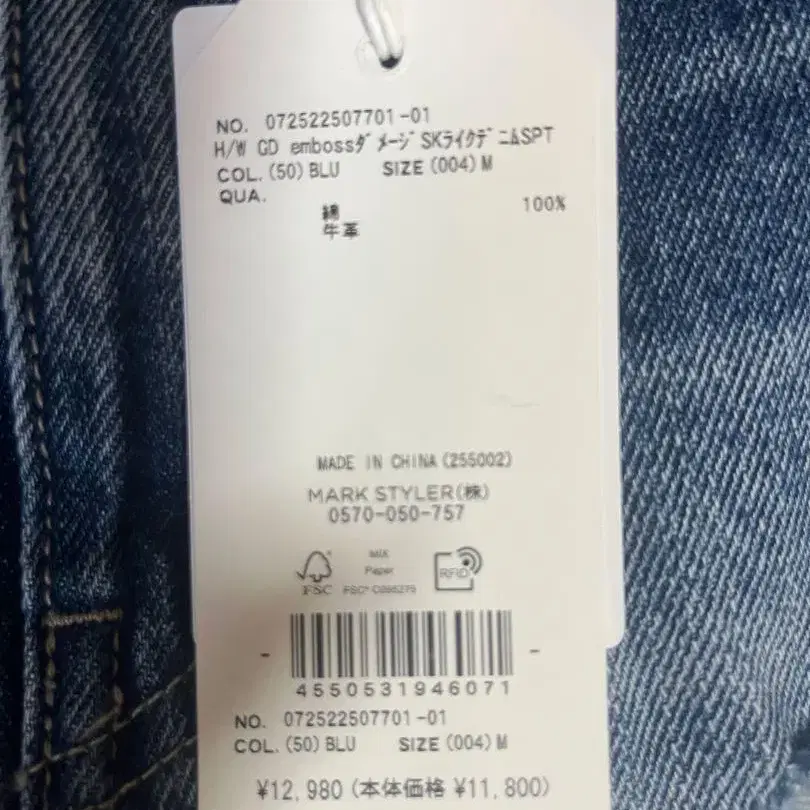 NO. 072522507701-01
H/W GD embossﾀﾞﾒｰｼﾞSKﾗｲｸﾃﾞﾆﾑSPT
COL.(50)BLU SIZE(004)M
QUA.
綿 100%
牛革
MADE IN CHINA(255002)
MARK STYLER(株)
0570-050-757
MIX
Paper
RFID
FSC FSC® C095275
4550531946071
NO. 072522507701-01
COL.(50)BLU SIZE(004)M
¥12,980(本体価格 ¥11,800)